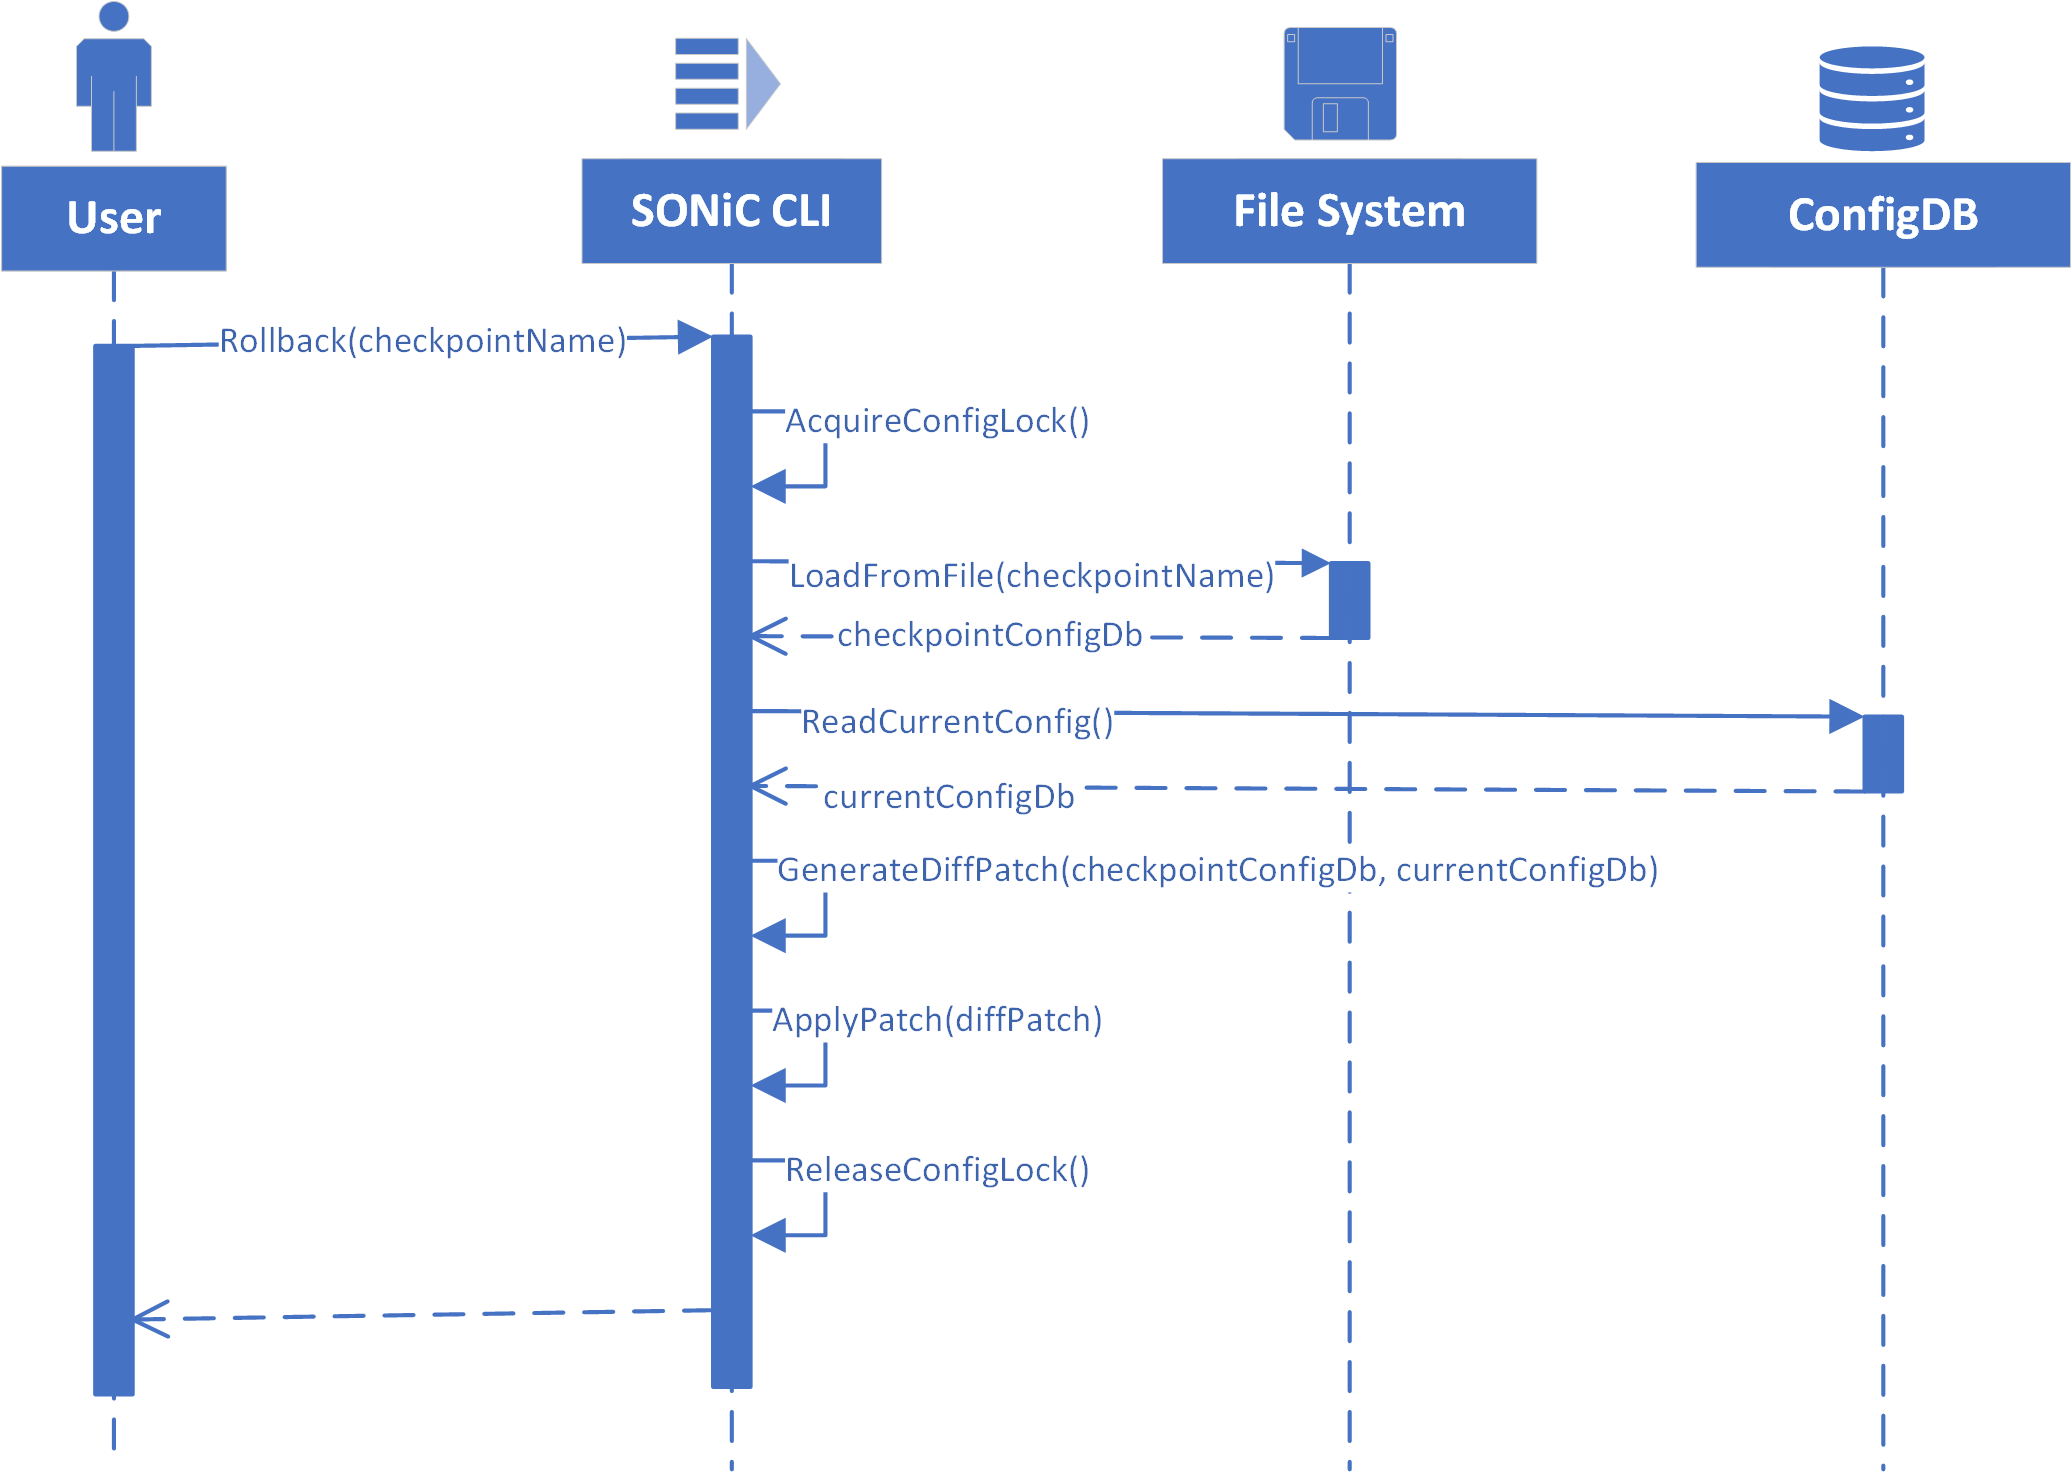 User
SONiC CLI
File System
ConfigDB
Rollback(checkpointName)
AcquireConfigLock()
LoadFromFile(checkpointName)
checkpointConfigDb
ReadCurrentConfig()
currentConfigDb
GenerateDiffPatch(checkpointConfigDb, currentConfigDb)
ApplyPatch(diffPatch)
ReleaseConfigLock()